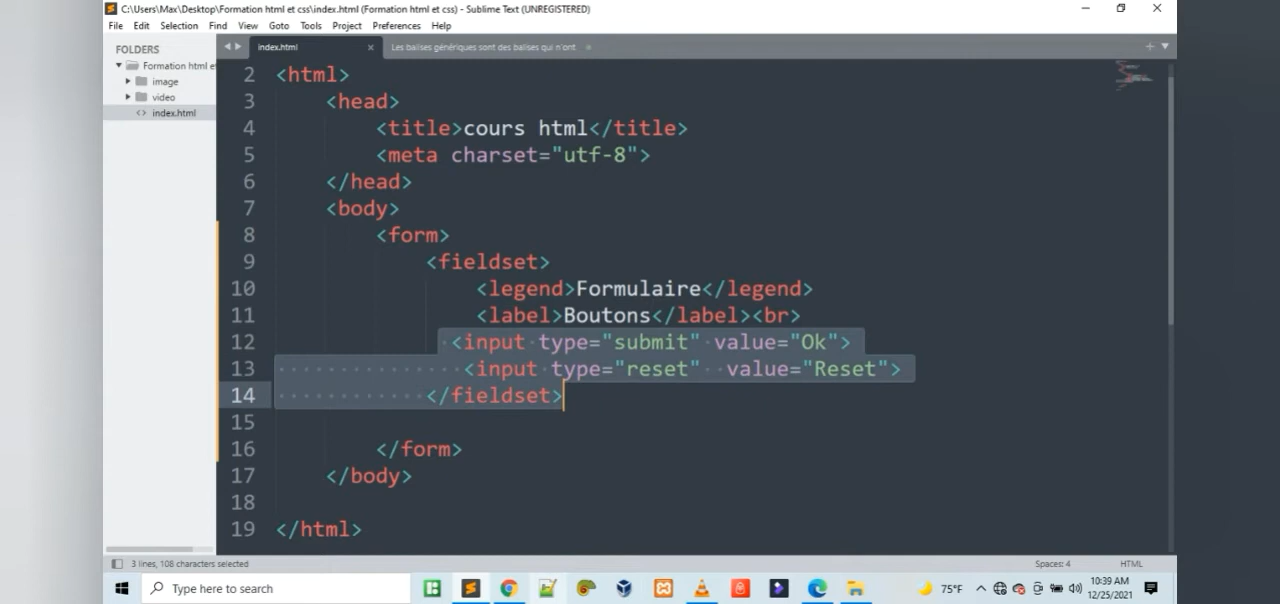 C:\Users\Max\Desktop\Formation html et css\index.html (Formation html et css) - Sublime Text (UNREGISTERED)
File Edit Selection Find View Goto Tools Project Preferences Help
FOLDERS
Formation html et
image
video
<> index.html
index.html ×
Les balises génériques sont des balises qui n'ont
2 <html>
3 <head>
4 <title>cours html</title>
5 <meta charset="utf-8">
6 </head>
7 <body>
8 <form>
9 <fieldset>
10 <legend>Formulaire</legend>
11 <label>Boutons</label><br>
12 <input type="submit" value="Ok">
13 <input type="reset" value="Reset">
14 </fieldset>
15
16 </form>
17 </body>
18
19 </html>
3 lines, 108 characters selected
Spaces: 4
HTML
Type here to search
75°F
10:39 AM
12/25/2021